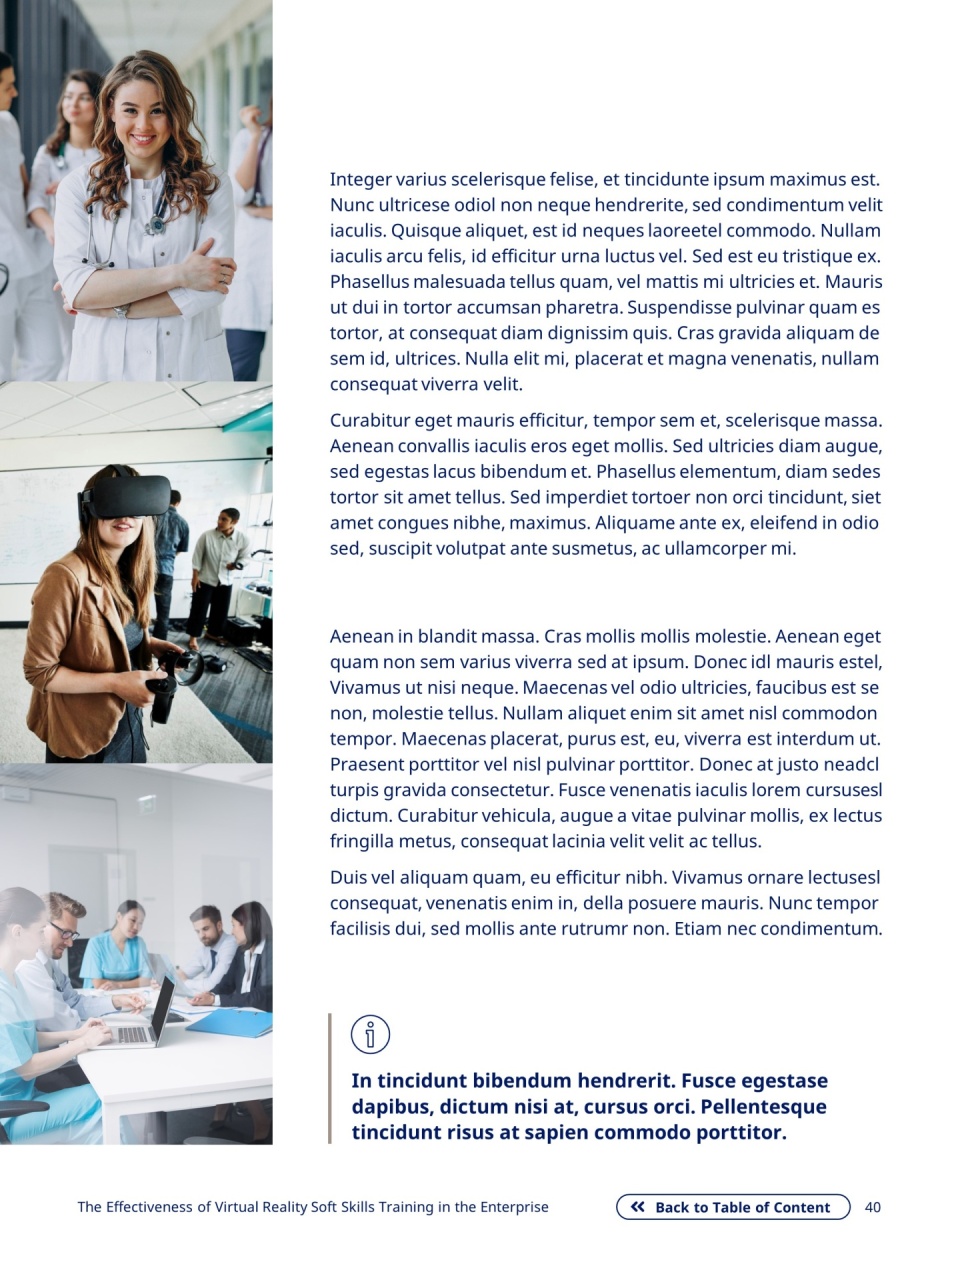 Integer varius scelerisque felise, et tincidunte ipsum maximus est.
Nunc ultricese odiol non neque hendrerite, sed condimentum velit
iaculis. Quisque aliquet, est id neques laoreetel commodo. Nullam
iaculis arcu felis, id efficitur urna luctus vel. Sed est eu tristique ex.
Phasellus malesuada tellus quam, vel mattis mi ultricies et. Mauris
ut dui in tortor accumsan pharetra. Suspendisse pulvinar quam es
tortor, at consequat diam dignissim quis. Cras gravida aliquam de
sem id, ultrices. Nulla elit mi, placerat et magna venenatis, nullam
consequat viverra velit.
Curabitur eget mauris efficitur, tempor sem et, scelerisque massa.
Aenean convallis iaculis eros eget mollis. Sed ultricies diam augue,
sed egestas lacus bibendum et. Phasellus elementum, diam sedes
tortor sit amet tellus. Sed imperdiet tortoer non orci tincidunt, siet
amet congues nibhe, maximus. Aliquame ante ex, eleifend in odio
sed, suscipit volutpat ante susmetus, ac ullamcorper mi.
Aenean in blandit massa. Cras mollis mollis molestie. Aenean eget
quam non sem varius viverra sed at ipsum. Donec idl mauris estel,
Vivamus ut nisi neque. Maecenas vel odio ultricies, faucibus est se
non, molestie tellus. Nullam aliquet enim sit amet nisl commodon
tempor. Maecenas placerat, purus est, eu, viverra est interdum ut.
Praesent porttitor vel nisl pulvinar porttitor. Donec at justo neadcl
turpis gravida consectetur. Fusce venenatis iaculis lorem cursusesl
dictum. Curabitur vehicula, augue a vitae pulvinar mollis, ex lectus
fringilla metus, consequat lacinia velit velit ac tellus.
Duis vel aliquam quam, eu efficitur nibh. Vivamus ornare lectusesl
consequat, venenatis enim in, della posuere mauris. Nunc tempor
facilisis dui, sed mollis ante rutrumr non. Etiam nec condimentum.
In tincidunt bibendum hendrerit. Fusce egestase
dapibus, dictum nisi at, cursus orci. Pellentesque
tincidunt risus at sapien commodo porttitor.
The Effectiveness of Virtual Reality Soft Skills Training in the Enterprise
Back to Table of Content
40